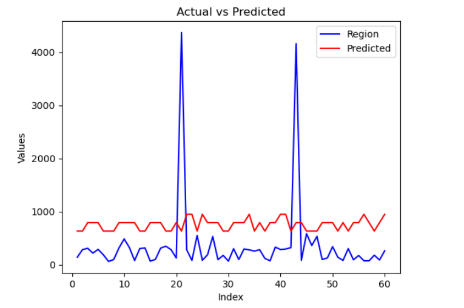 Actual vs Predicted
Region
Predicted
Values
4000
3000
2000
1000
0
0 10 20 30 40 50 60
Index